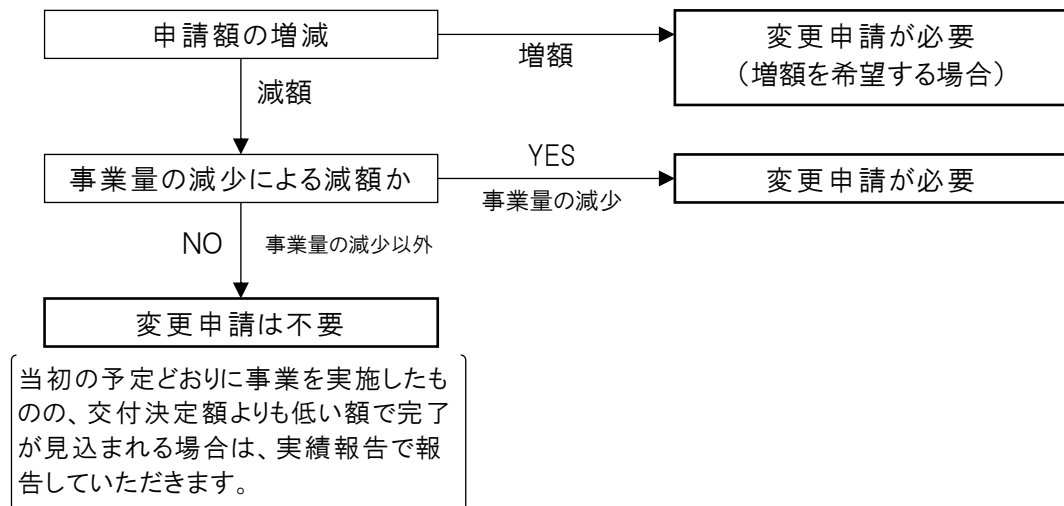 申請額の増減
増額
変更申請が必要
（増額を希望する場合）
減額
事業量の減少による減額か
YES
事業量の減少
変更申請が必要
NO
事業量の減少以外
変更申請は不要
当初の予定どおりに事業を実施したも
のの、交付決定額よりも低い額で完了
が見込まれる場合は、実績報告で報
告していただきます。